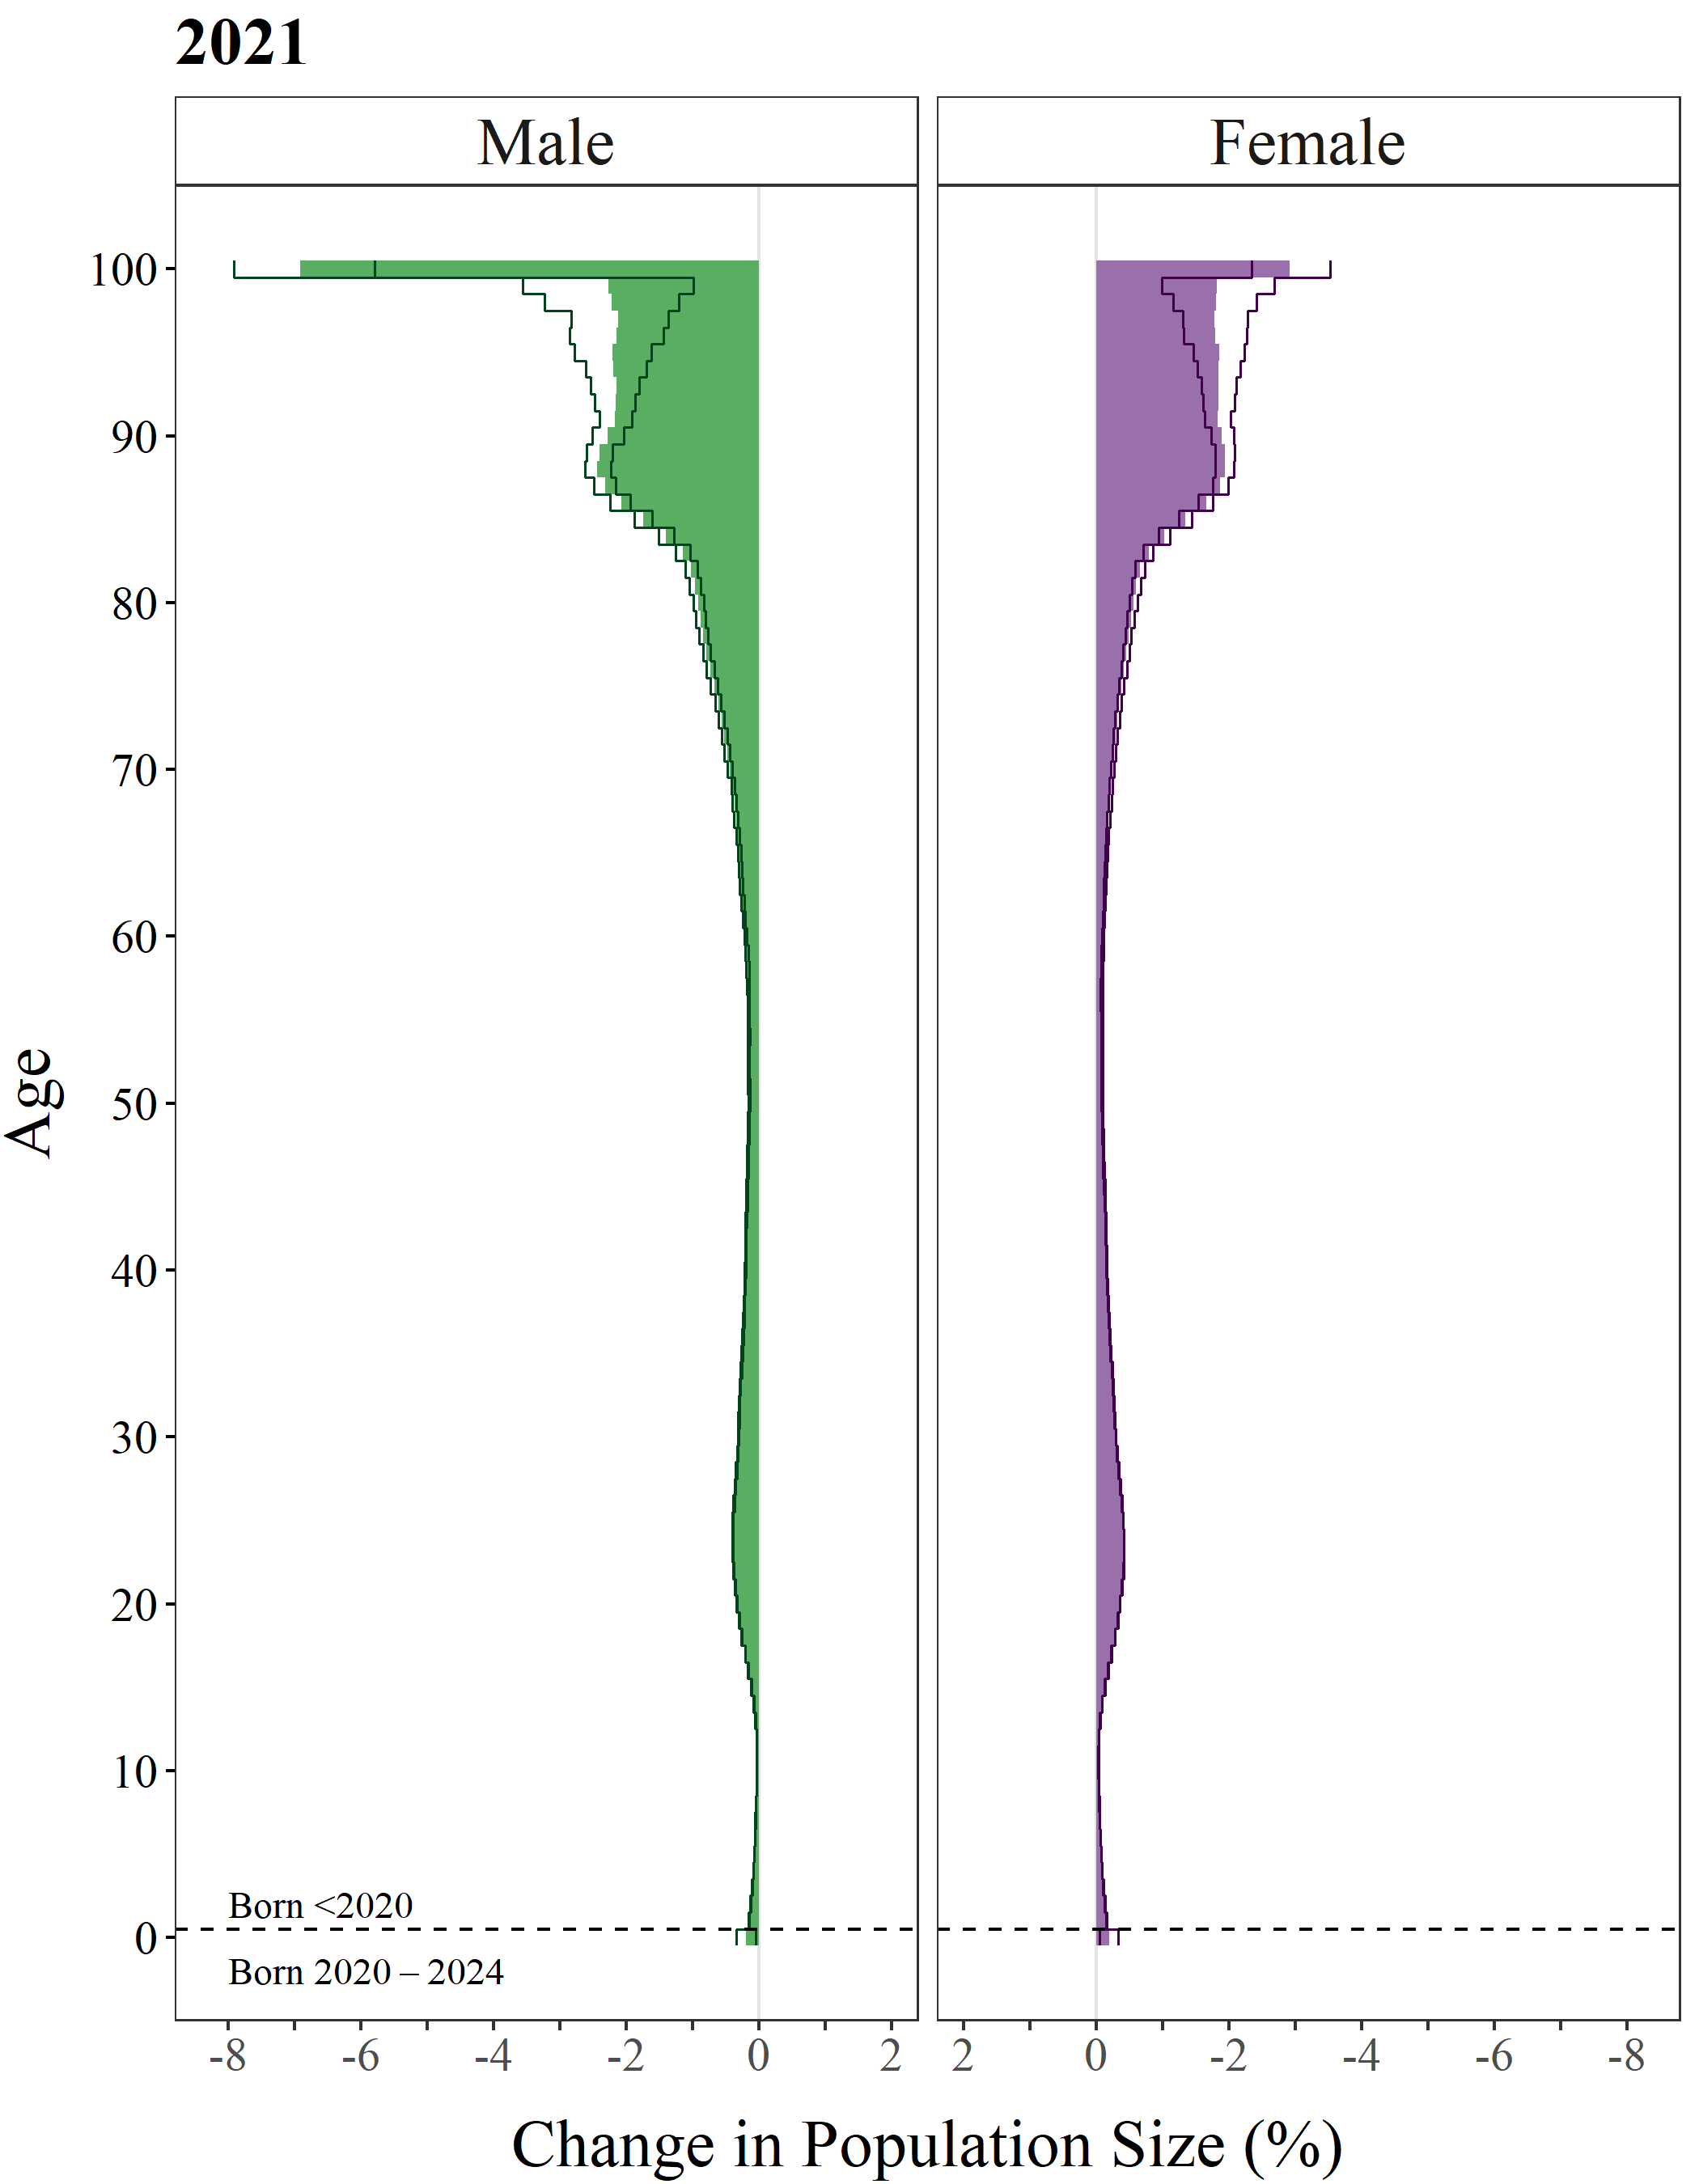 2021
Male Female
100
90
80
70
60
50
40
30
20
10
0
Age
Born <2020
Born 2020 – 2024
-8 -6 -4 -2 0 2 2 0 -2 -4 -6 -8
Change in Population Size (%)